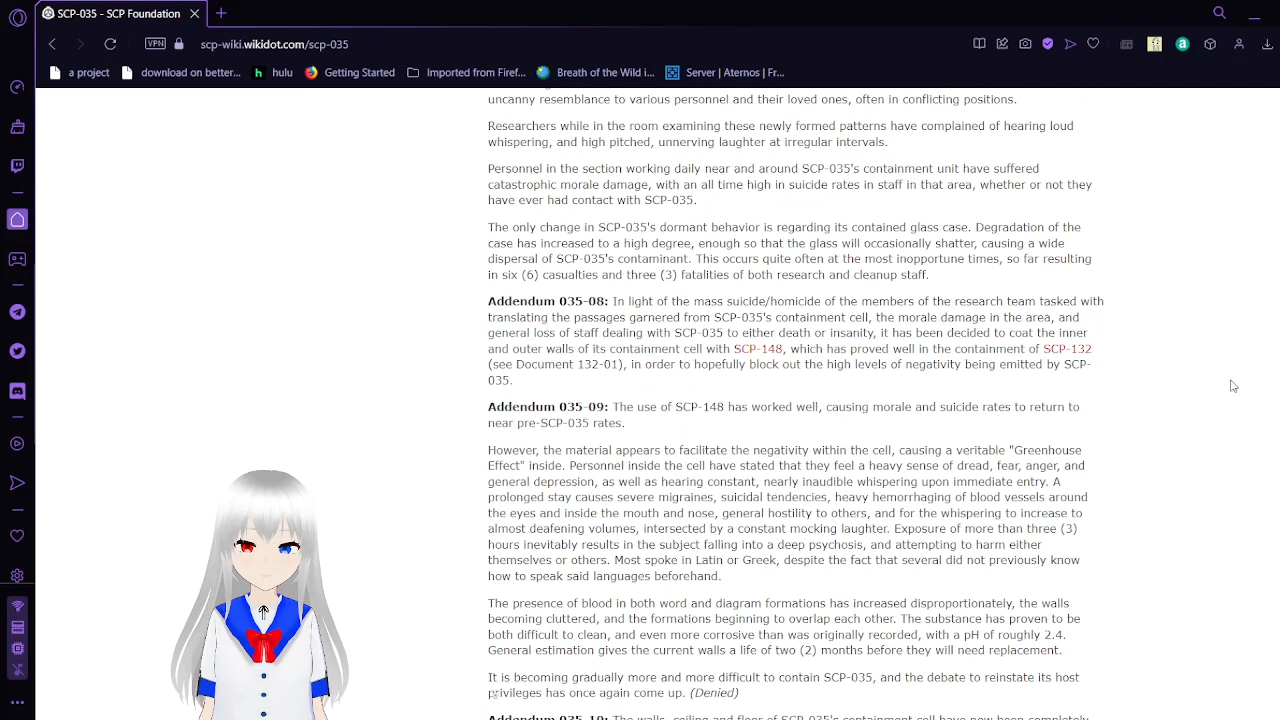 SCP-035 - SCP Foundation
VPN
scp-wiki.wikidot.com/scp-035
a project
download on better...
h
hulu
Getting Started
Imported from Firef...
Breath of the Wild i...
Server | Aternos | Fr...
a
uncanny resemblance to various personnel and their loved ones, often in conflicting positions.
Researchers while in the room examining these newly formed patterns have complained of hearing loud
whispering, and high pitched, unnerving laughter at irregular intervals.
Personnel in the section working daily near and around SCP-035's containment unit have suffered
catastrophic morale damage, with an all time high in suicide rates in staff in that area, whether or not they
have ever had contact with SCP-035.
The only change in SCP-035's dormant behavior is regarding its contained glass case. Degradation of the
case has increased to a high degree, enough so that the glass will occasionally shatter, causing a wide
dispersal of SCP-035's contaminant. This occurs quite often at the most inopportune times, so far resulting
in six (6) casualties and three (3) fatalities of both research and cleanup staff.
Addendum 035-08: In light of the mass suicide/homicide of the members of the research team tasked with
translating the passages garnered from SCP-035's containment cell, the morale damage in the area, and
general loss of staff dealing with SCP-035 to either death or insanity, it has been decided to coat the inner
and outer walls of its containment cell with SCP-148, which has proved well in the containment of SCP-132
(see Document 132-01), in order to hopefully block out the high levels of negativity being emitted by SCP-
035.
Addendum 035-09: The use of SCP-148 has worked well, causing morale and suicide rates to return to
near pre-SCP-035 rates.
However, the material appears to facilitate the negativity within the cell, causing a veritable "Greenhouse
Effect" inside. Personnel inside the cell have stated that they feel a heavy sense of dread, fear, anger, and
general depression, as well as hearing constant, nearly inaudible whispering upon immediate entry. A
prolonged stay causes severe migraines, suicidal tendencies, heavy hemorrhaging of blood vessels around
the eyes and inside the mouth and nose, general hostility to others, and for the whispering to increase to
almost deafening volumes, intersected by a constant mocking laughter. Exposure of more than three (3)
hours inevitably results in the subject falling into a deep psychosis, and attempting to harm either
themselves or others. Most spoke in Latin or Greek, despite the fact that several did not previously know
how to speak said languages beforehand.
The presence of blood in both word and diagram formations has increased disproportionately, the walls
becoming cluttered, and the formations beginning to overlap each other. The substance has proven to be
both difficult to clean, and even more corrosive than was originally recorded, with a pH of roughly 2.4.
General estimation gives the current walls a life of two (2) months before they will need replacement.
It is becoming gradually more and more difficult to contain SCP-035, and the debate to reinstate its host
privileges has once again come up. (Denied)
Addendum 035-10: The walls, ceiling and floor of SCP-035's containment cell have now been completely